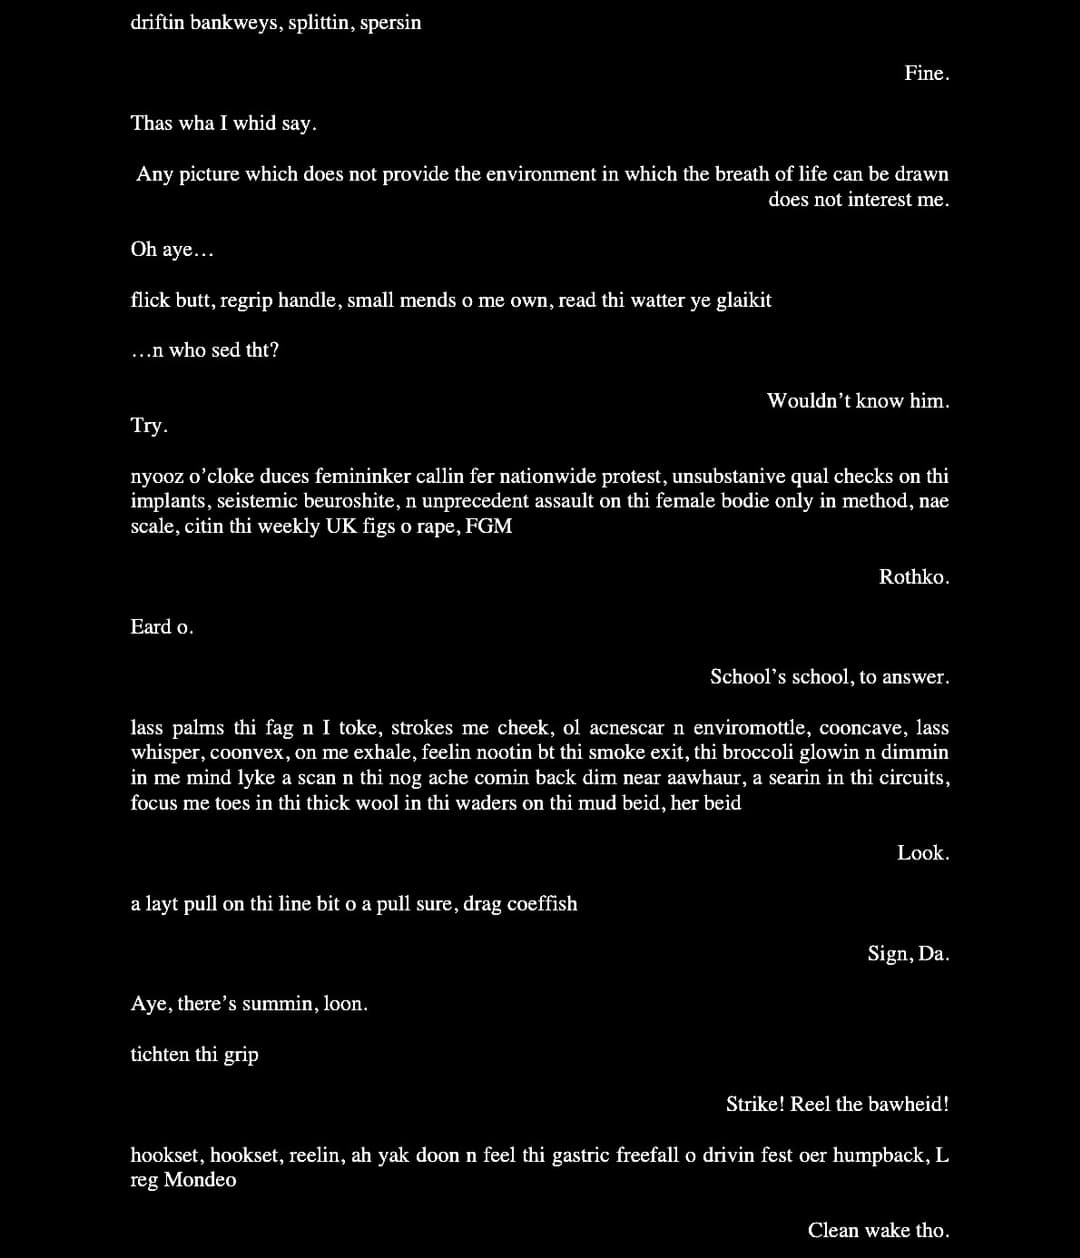 driftin bankweys, splittin, spersin
Fine.
Thas wha I whid say.
Any picture which does not provide the environment in which the breath of life can be drawn
does not interest me.
Oh aye…
flick butt, regrip handle, small mends o me own, read thi watter ye glaikit
…n who sed tht?
Wouldn’t know him.
Try.
nyooz o’cloke duces femininker callin fer nationwide protest, unsubstanive qual checks on thi
implants, seistemic beuroshite, n unprecedent assault on thi female bodie only in method, nae
scale, citin thi weekly UK figs o rape, FGM
Rothko.
Eard o.
School’s school, to answer.
lass palms thi fag n I toke, strokes me cheek, ol acnescar n enviromottle, cooncave, lass
whisper, coonvex, on me exhale, feelin nootin bt thi smoke exit, thi broccoli glowin n dimmin
in me mind lyke a scan n thi nog ache comin back dim near aawhaur, a searin in thi circuits,
focus me toes in thi thick wool in thi waders on thi mud beid, her beid
Look.
a layt pull on thi line bit o a pull sure, drag coeffish
Sign, Da.
Aye, there’s summin, loon.
tichten thi grip
Strike! Reel the bawheid!
hookset, hookset, reelin, ah yak doon n feel thi gastric freefall o drivin fest oer humpback, L
reg Mondeo
Clean wake tho.